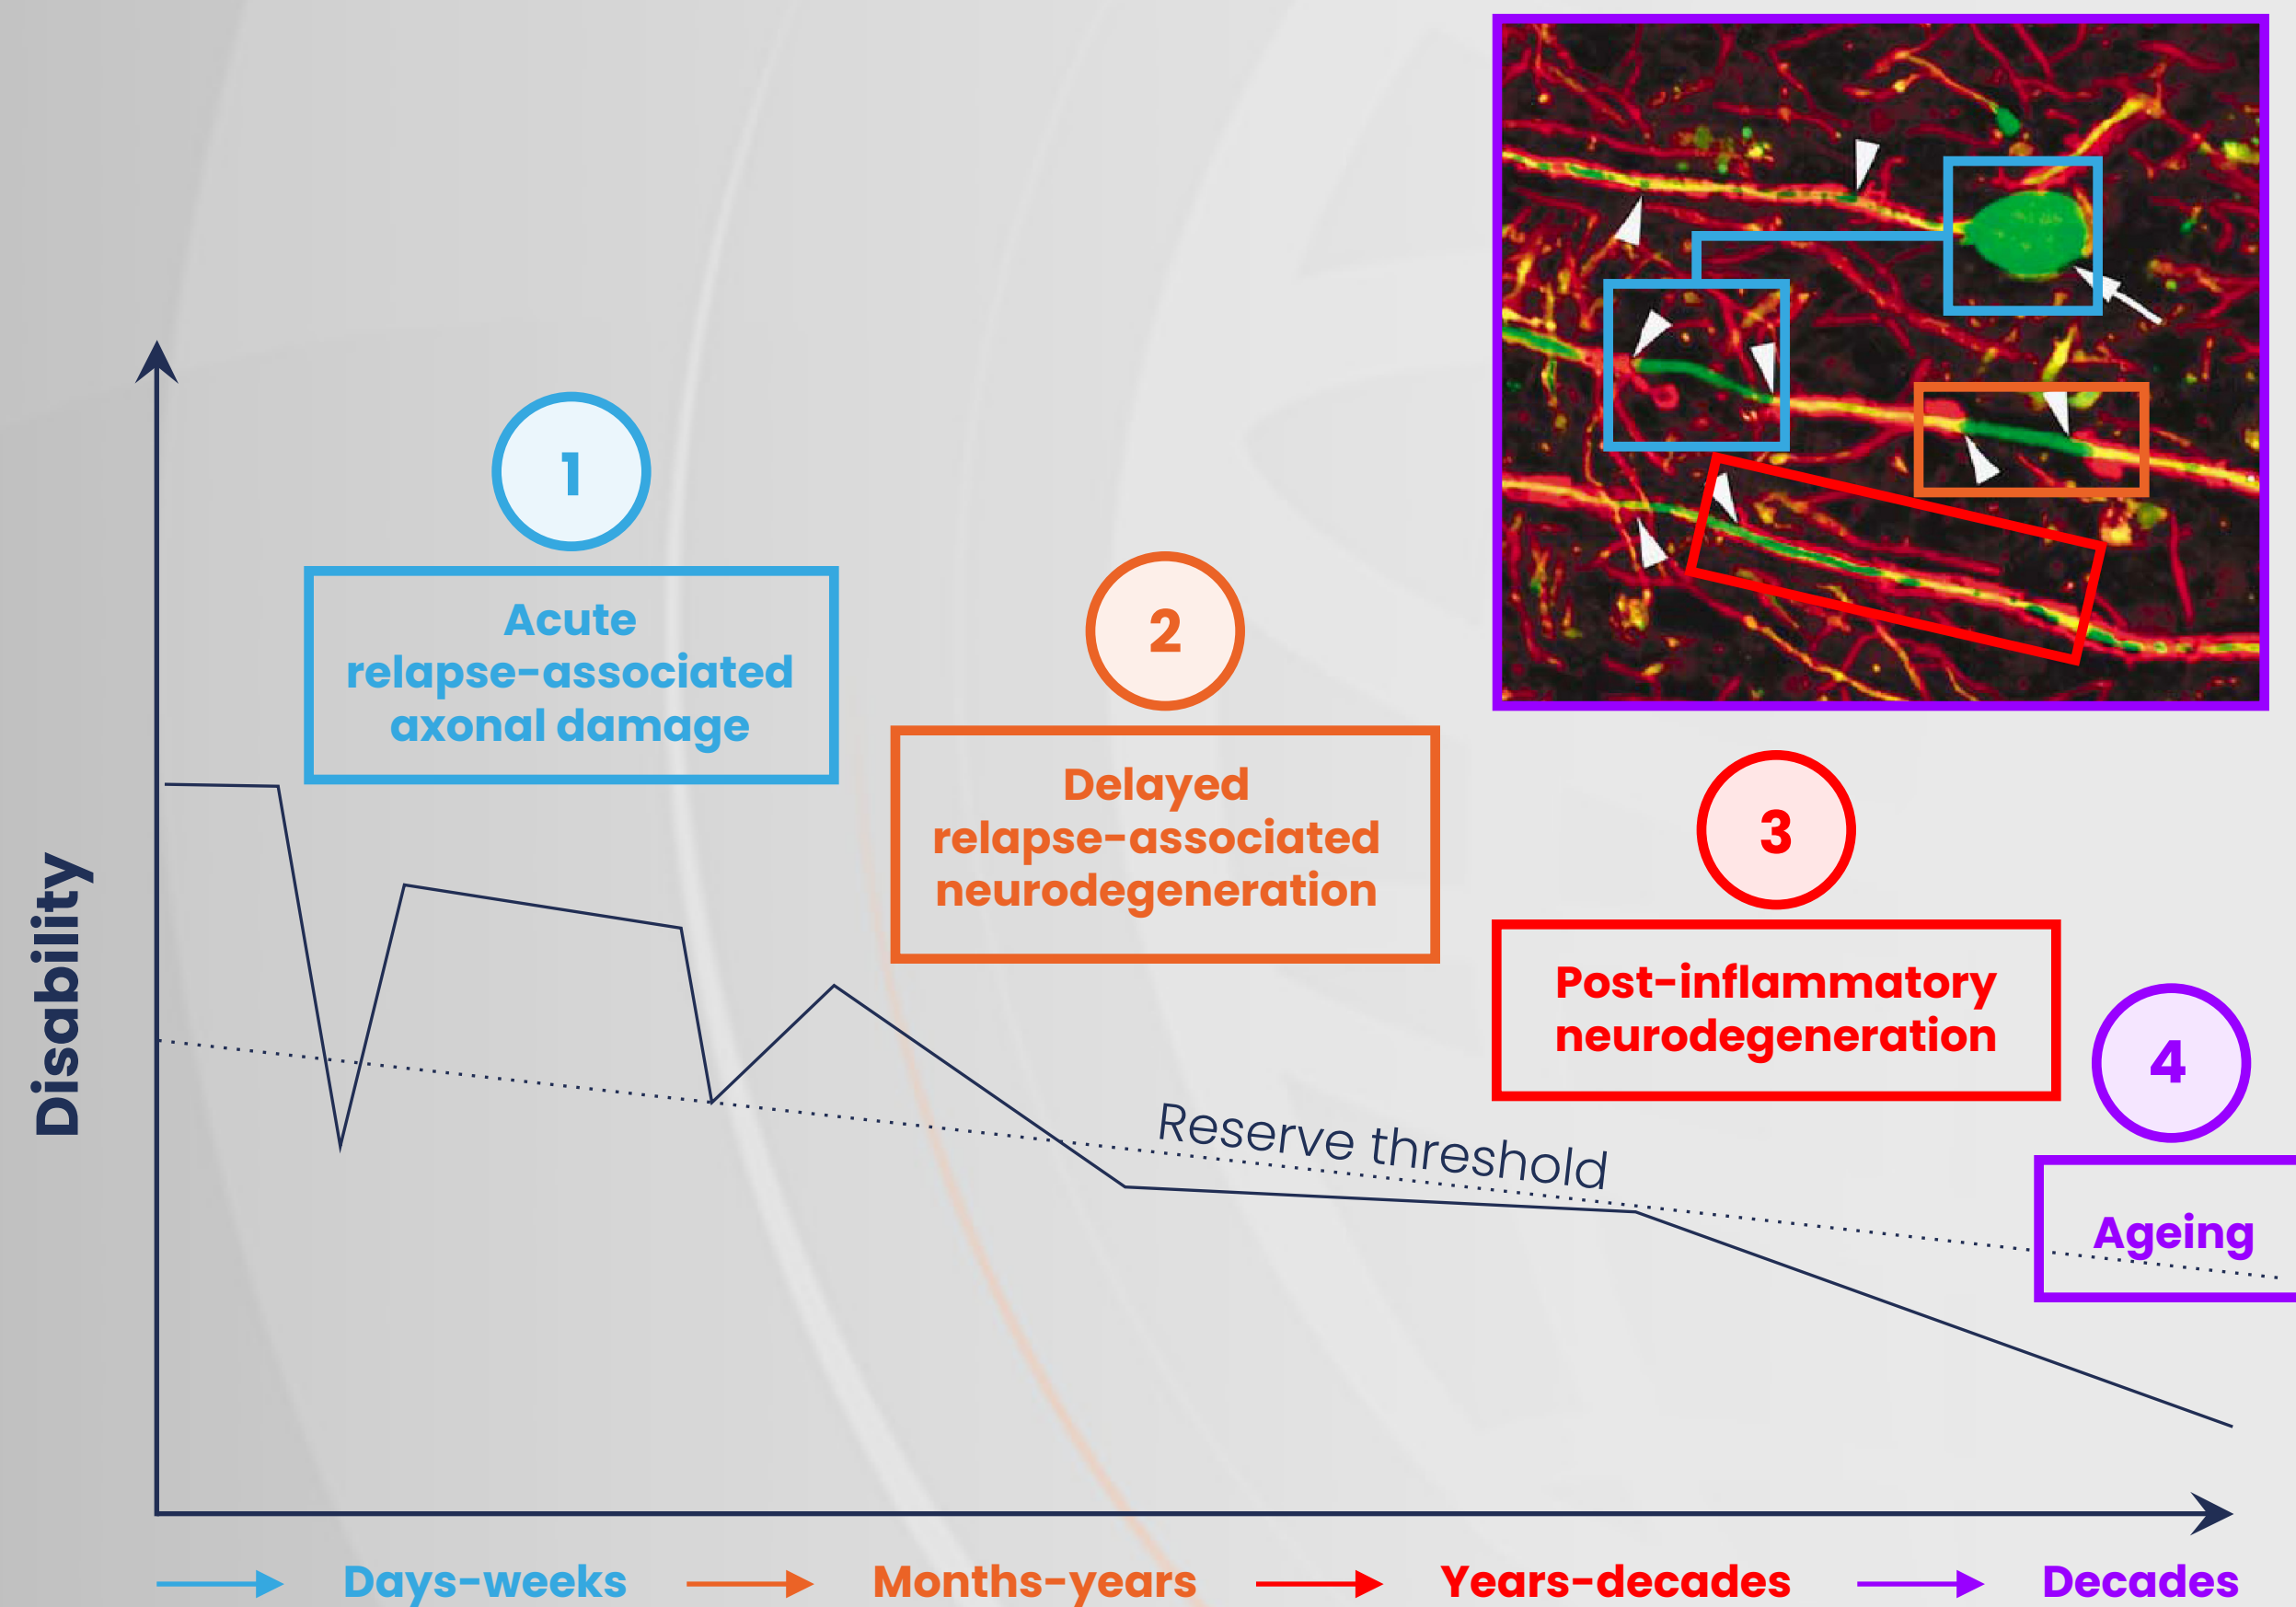 1
Acute
relapse-associated
axonal damage
2
Delayed
relapse-associated
neurodegeneration
3
Post-inflammatory
neurodegeneration
4
Ageing
Disability
Reserve threshold
Days-weeks
Months-years
Years-decades
Decades